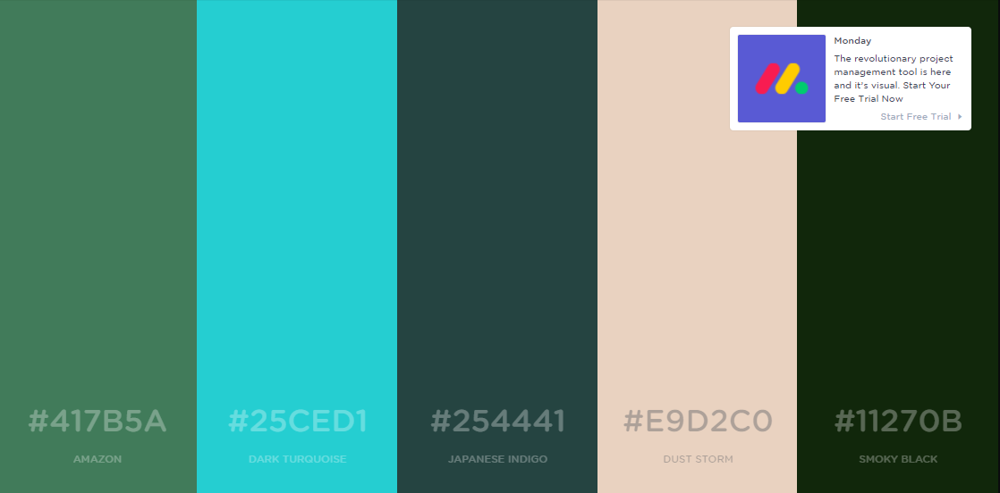 Monday
The revolutionary project
management tool is here
and it's visual. Start Your
Free Trial Now
Start Free Trial
#417B5A
#25CED1
#254441
#E9D2C0
#11270B
AMAZON
DARK TURQUOISE
JAPANESE INDIGO
DUST STORM
SMOKY BLACK